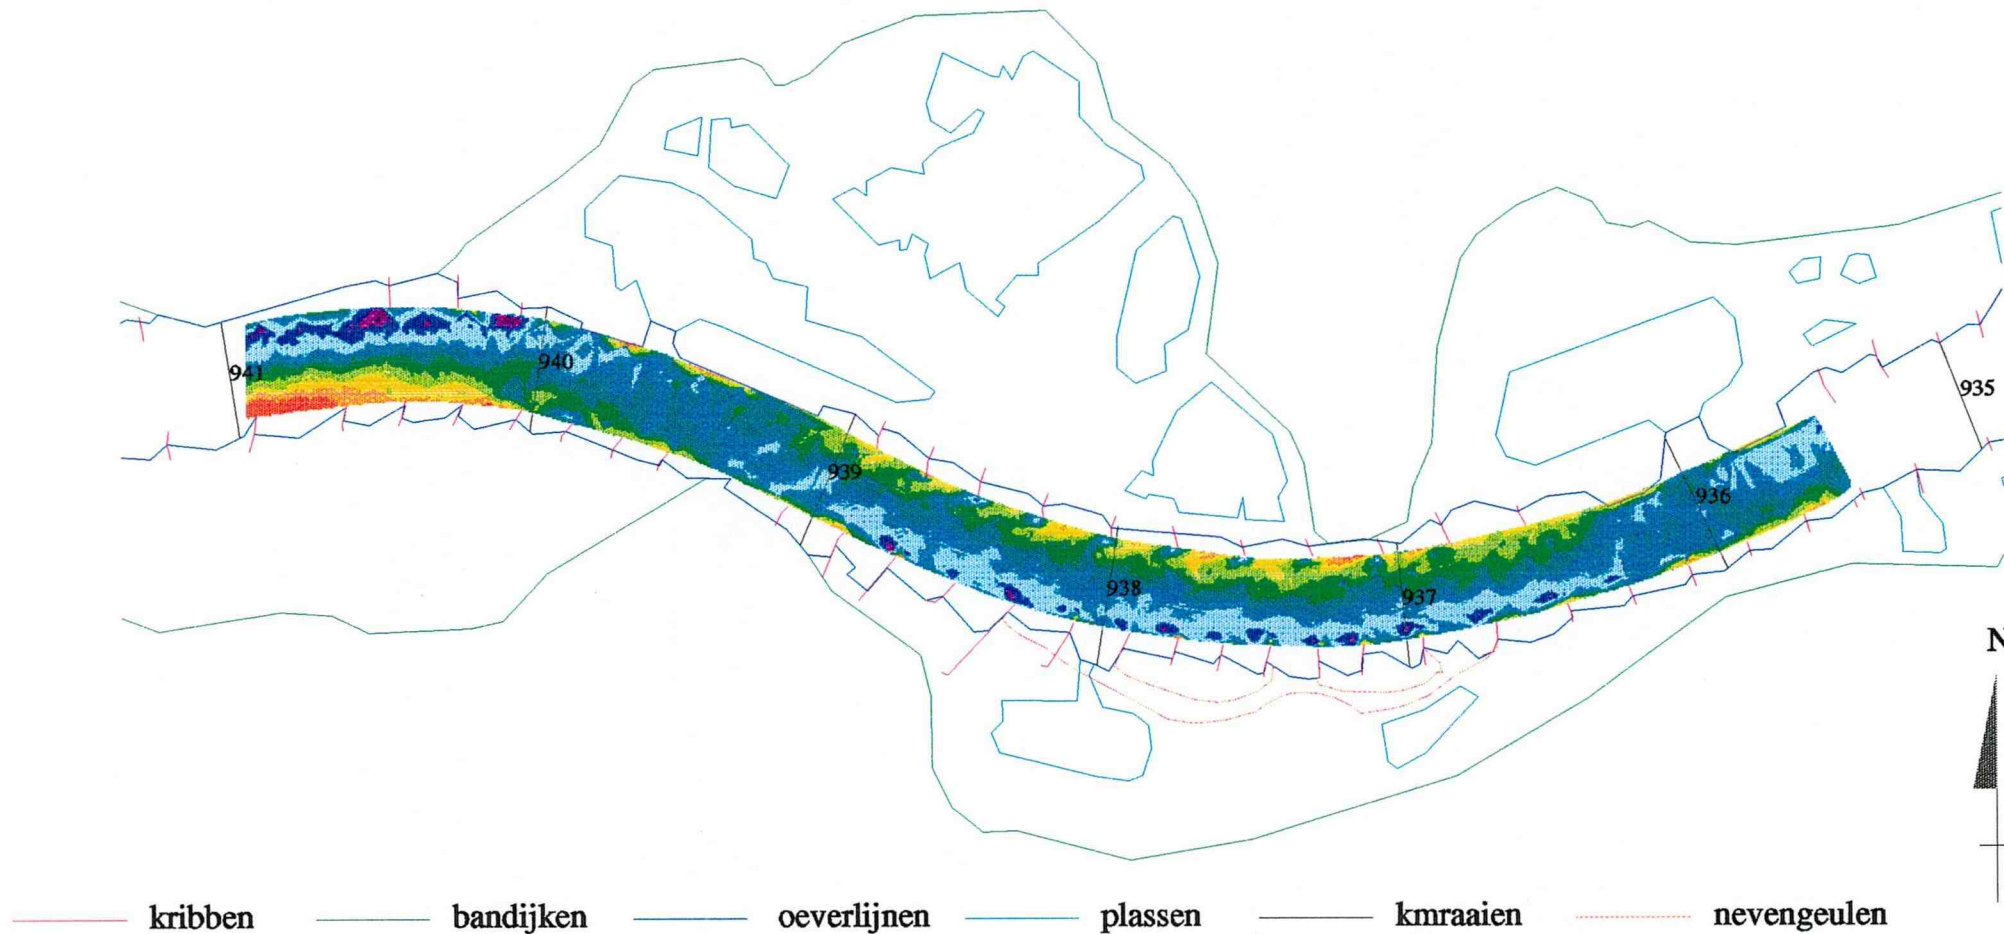 941
940
939
938
937
936
935
N
kribben
bandijken
oeverlijnen
plassen
kmraaien
nevengeulen